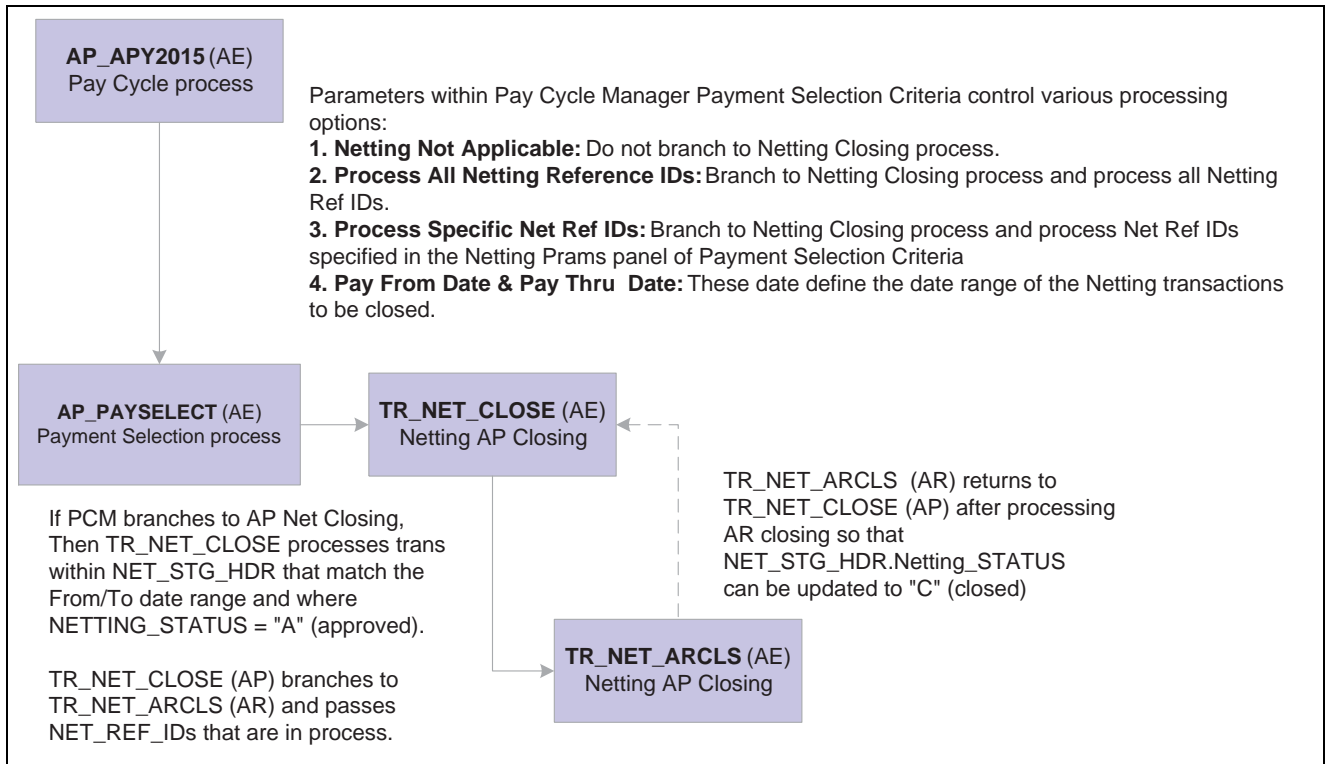 AP_APY2015 (AE)
Pay Cycle process
Parameters within Pay Cycle Manager Payment Selection Criteria control various processing
options:
1. Netting Not Applicable: Do not branch to Netting Closing process.
2. Process All Netting Reference IDs: Branch to Netting Closing process and process all Netting
Ref IDs.
3. Process Specific Net Ref IDs: Branch to Netting Closing process and process Net Ref IDs
specified in the Netting Prams panel of Payment Selection Criteria
4. Pay From Date & Pay Thru Date: These date define the date range of the Netting transactions
to be closed.
AP_PAYSELECT (AE)
Payment Selection process
TR_NET_CLOSE (AE)
Netting AP Closing
If PCM branches to AP Net Closing,
Then TR_NET_CLOSE processes trans
within NET_STG_HDR that match the
From/To date range and where
NETTING_STATUS = "A" (approved).
TR_NET_CLOSE (AP) branches to
TR_NET_ARCLS (AR) and passes
NET_REF_IDs that are in process.
TR_NET_ARCLS (AR) returns to
TR_NET_CLOSE (AP) after processing
AR closing so that
NET_STG_HDR.Netting_STATUS
can be updated to "C" (closed)
TR_NET_ARCLS (AE)
Netting AP Closing